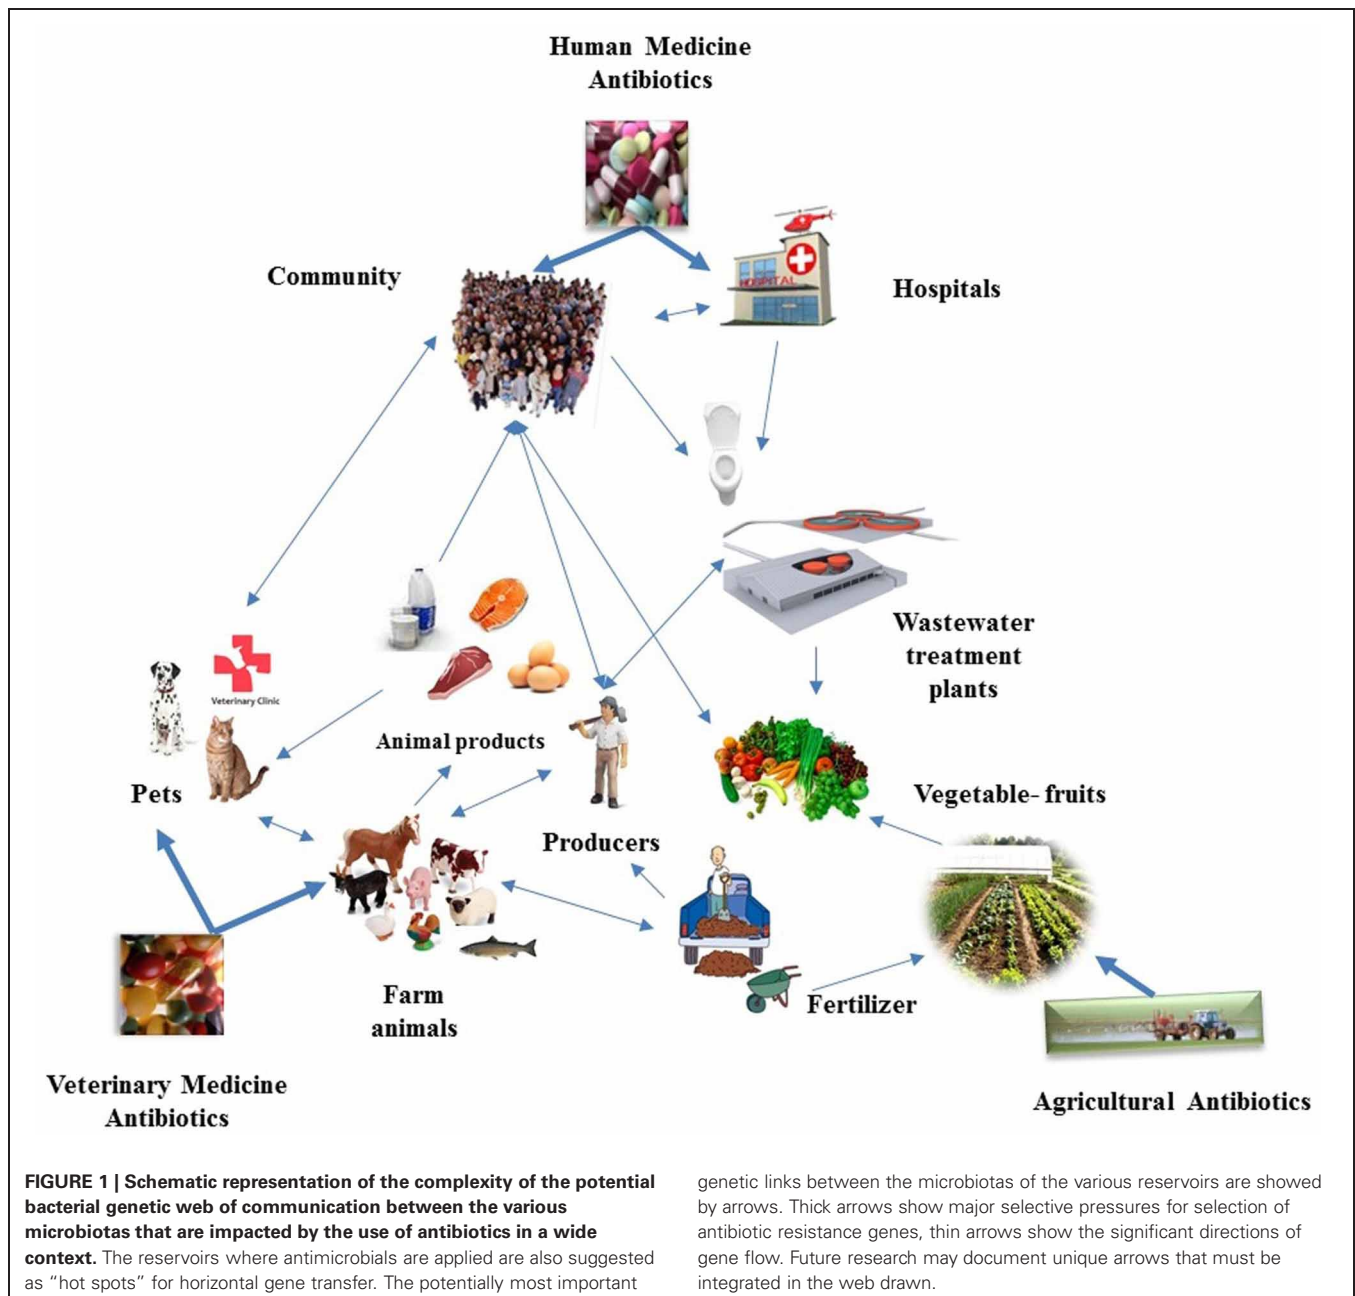 Human Medicine
Antibiotics
Community
HOSPITAL
Hospitals
Wastewater
treatment
plants
Veterinary Clinic
Animal products
Pets
Vegetable- fruits
Producers
Farm
animals
Fertilizer
Veterinary Medicine
Antibiotics
Agricultural Antibiotics
FIGURE 1 | Schematic representation of the complexity of the potential
bacterial genetic web of communication between the various
microbiotas that are impacted by the use of antibiotics in a wide
context. The reservoirs where antimicrobials are applied are also suggested
as “hot spots” for horizontal gene transfer. The potentially most important
genetic links between the microbiotas of the various reservoirs are showed
by arrows. Thick arrows show major selective pressures for selection of
antibiotic resistance genes, thin arrows show the significant directions of
gene flow. Future research may document unique arrows that must be
integrated in the web drawn.